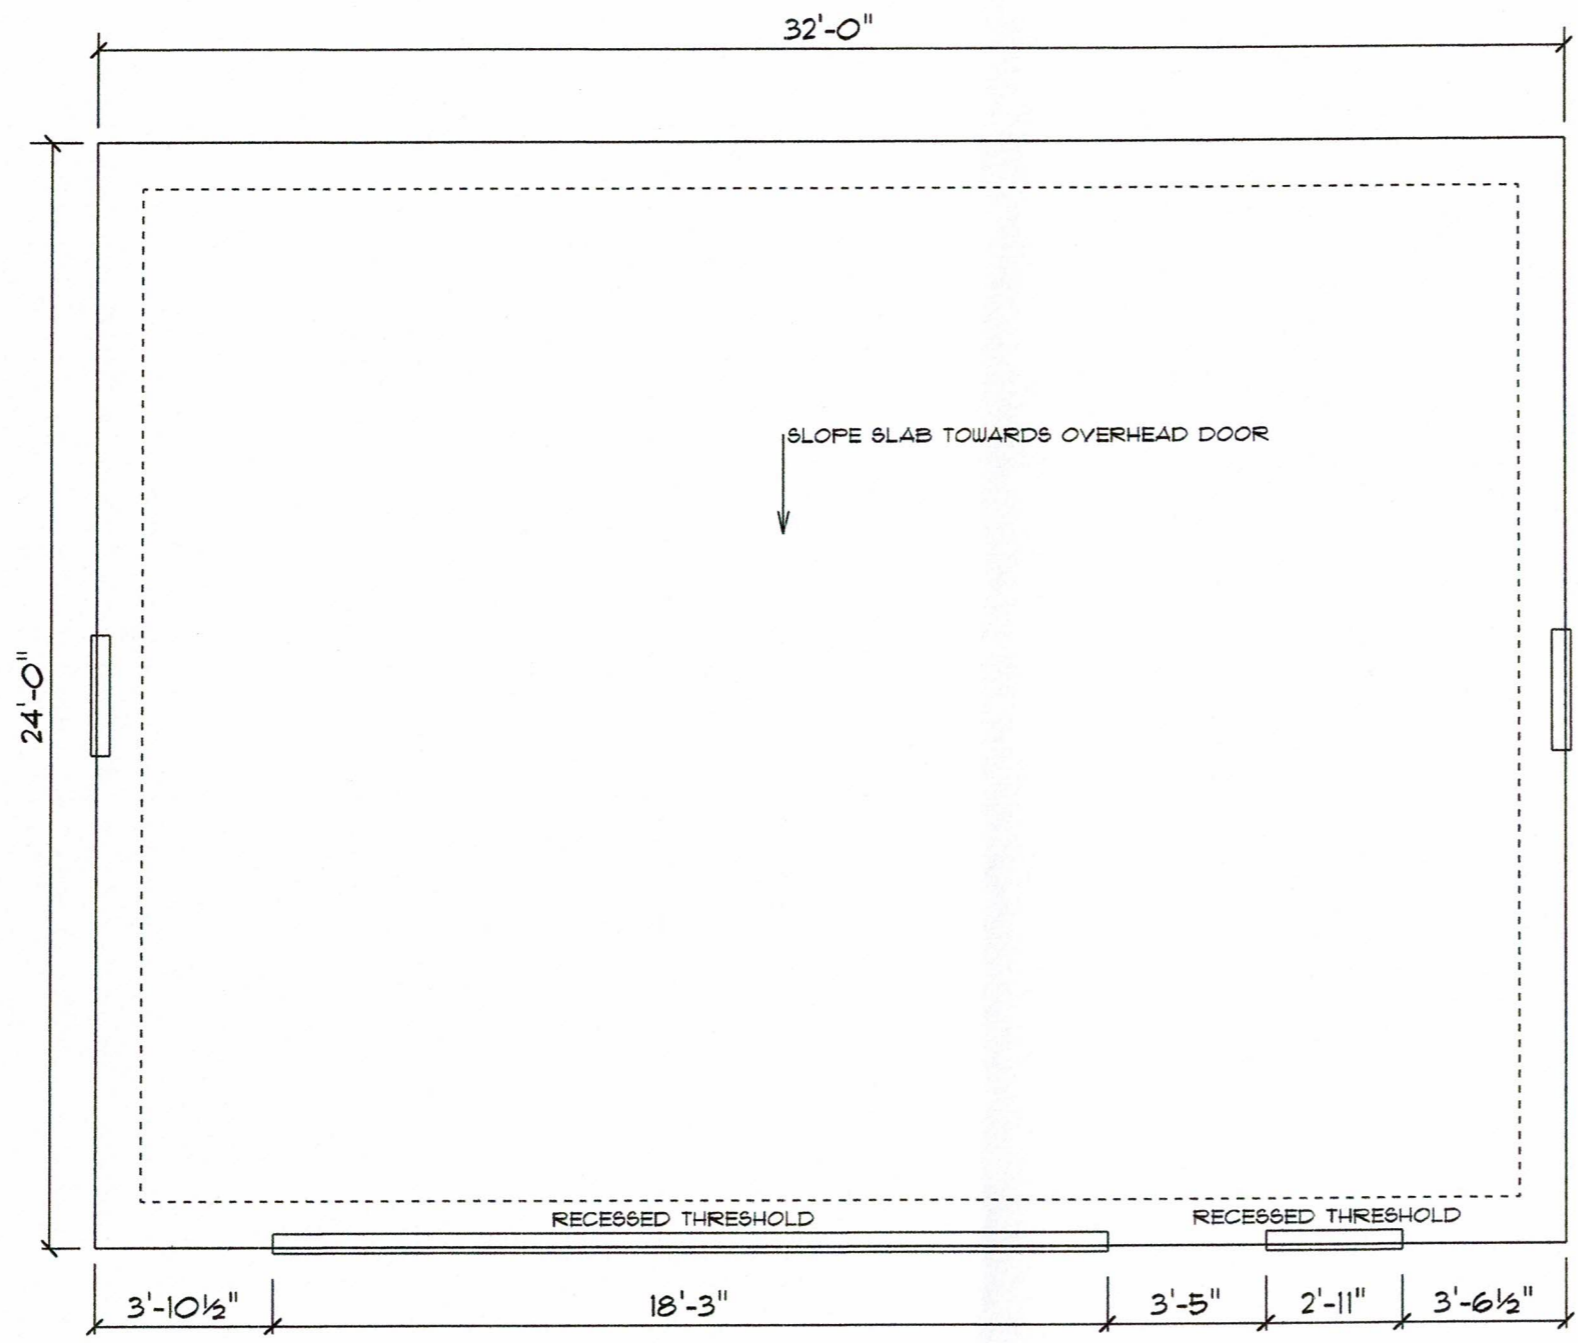 32'-0"
SLOPE SLAB TOWARDS OVERHEAD DOOR
24'-0"
RECESSED THRESHOLD
RECESSED THRESHOLD
3'-10½"
18'-3"
3'-5"
2'-11"
3'-6½"